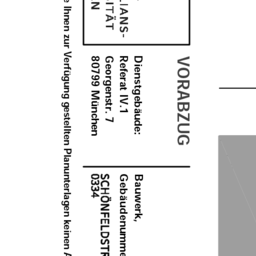 VORABZUG
IANS-
ITÄT
N
Dienstgebäude:
Referat IV.1
Georgenstr. 7
80799 München
Bauwerk,
Gebäudenumme
SCHÖNFELDSTR
0334
e Ihnen zur Verfügung gestellten Planunterlagen keinen A